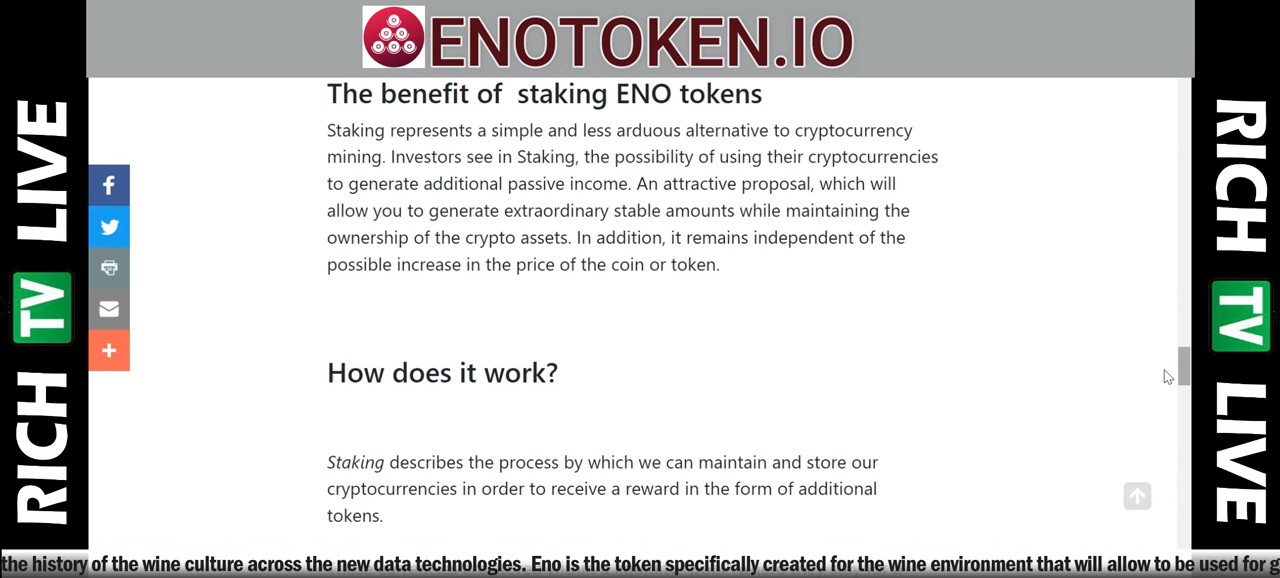 ENOTOKEN.IO
RICH TV LIVE
The benefit of staking ENO tokens
Staking represents a simple and less arduous alternative to cryptocurrency
mining. Investors see in Staking, the possibility of using their cryptocurrencies
to generate additional passive income. An attractive proposal, which will
allow you to generate extraordinary stable amounts while maintaining the
ownership of the crypto assets. In addition, it remains independent of the
possible increase in the price of the coin or token.
How does it work?
Staking describes the process by which we can maintain and store our
cryptocurrencies in order to receive a reward in the form of additional
tokens.
RICH TV LIVE
the history of the wine culture across the new data technologies. Eno is the token specifically created for the wine environment that will allow to be used for g